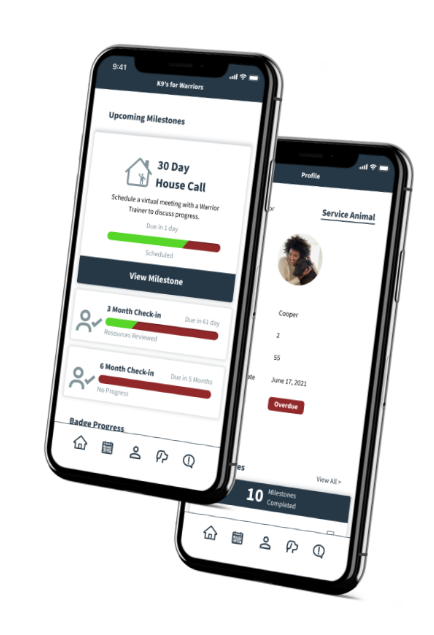 9:41
K9's for Warriors
Upcoming Milestones
30 Day
House Call
Schedule a virtual meeting with a Warrior
Trainer to discuss progress.
Due in 1 day
Scheduled
View Milestone
3 Month Check-in
Due in 61 day
Resources Reviewed
6 Month Check-in
Due in 5 Months
No Progress
Badge Progress
Profile
Service Animal
Cooper
2
55
June 17, 2021
Overdue
View All >
10 Milestones
Completed